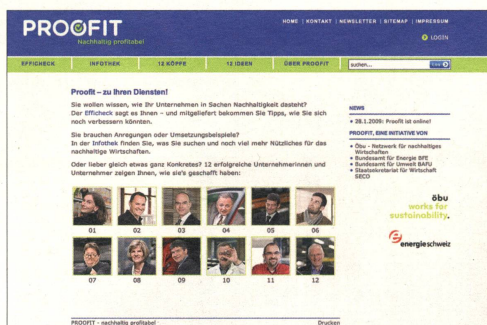 PROOFIT
Nachhaltig profitabel
HOME | KONTAKT | NEWSLETTER | SITEMAP | IMPRESSUM
LOGIN
EFFICHECK
INFOTHEK
12 KÖPFE
12 IDEEN
ÜBER PROOFIT
suchen...
Proofit – zu Ihren Diensten!
Sie wollen wissen, wie Ihr Unternehmen in Sachen Nachhaltigkeit dasteht?
Der Efficheck sagt es Ihnen – und mitgeliefert bekommen Sie Tipps, wie Sie sich
noch verbessern könnten.
Sie brauchen Anregungen oder Umsetzungsbeispiele?
In der Infothek finden Sie, was Sie suchen und noch viel mehr Nützliches für das
nachhaltige Wirtschaften.
Oder lieber gleich etwas ganz Konkretes? 12 erfolgreiche Unternehmerinnen und
Unternehmer zeigen Ihnen, wie sie's geschafft haben:
01 02 03 04 05 06
07 08 09 10 11 12
PROOFIT - nachhaltig profitabel
Drucken
NEWS
• 28.1.2009: Proofit ist online!
PROOFIT, EINE INITIATIVE VON
• Öbu - Netzwerk für nachhaltiges
Wirtschaften
• Bundesamt für Energie BFE
• Bundesamt für Umwelt BAFU
• Staatsekretariat für Wirtschaft
SECO
öbu
works for
sustainability.
energieschweiz